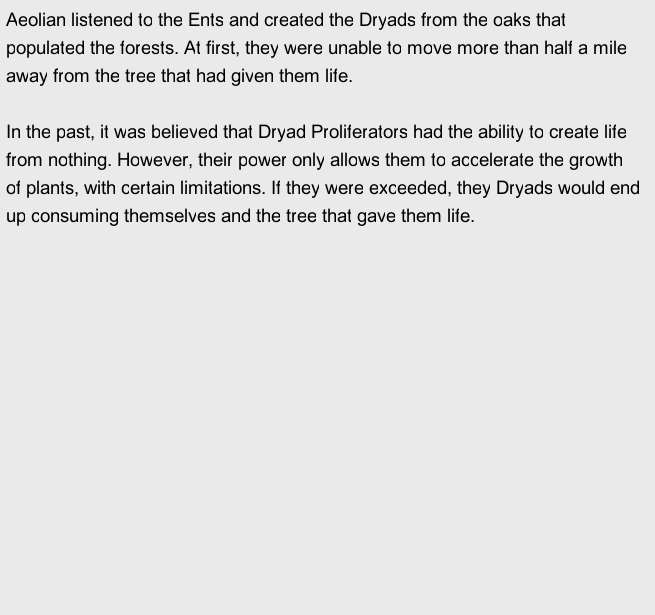 Aeolian listened to the Ents and created the Dryads from the oaks that
populated the forests. At first, they were unable to move more than half a mile
away from the tree that had given them life.
In the past, it was believed that Dryad Proliferators had the ability to create life
from nothing. However, their power only allows them to accelerate the growth
of plants, with certain limitations. If they were exceeded, they Dryads would end
up consuming themselves and the tree that gave them life.